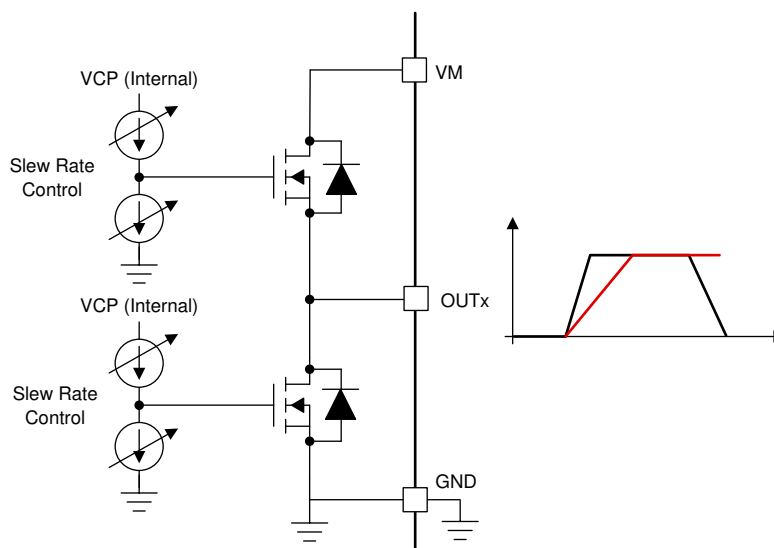 VM
VCP (Internal)
Slew Rate
Control
OUTx
VCP (Internal)
Slew Rate
Control
GND